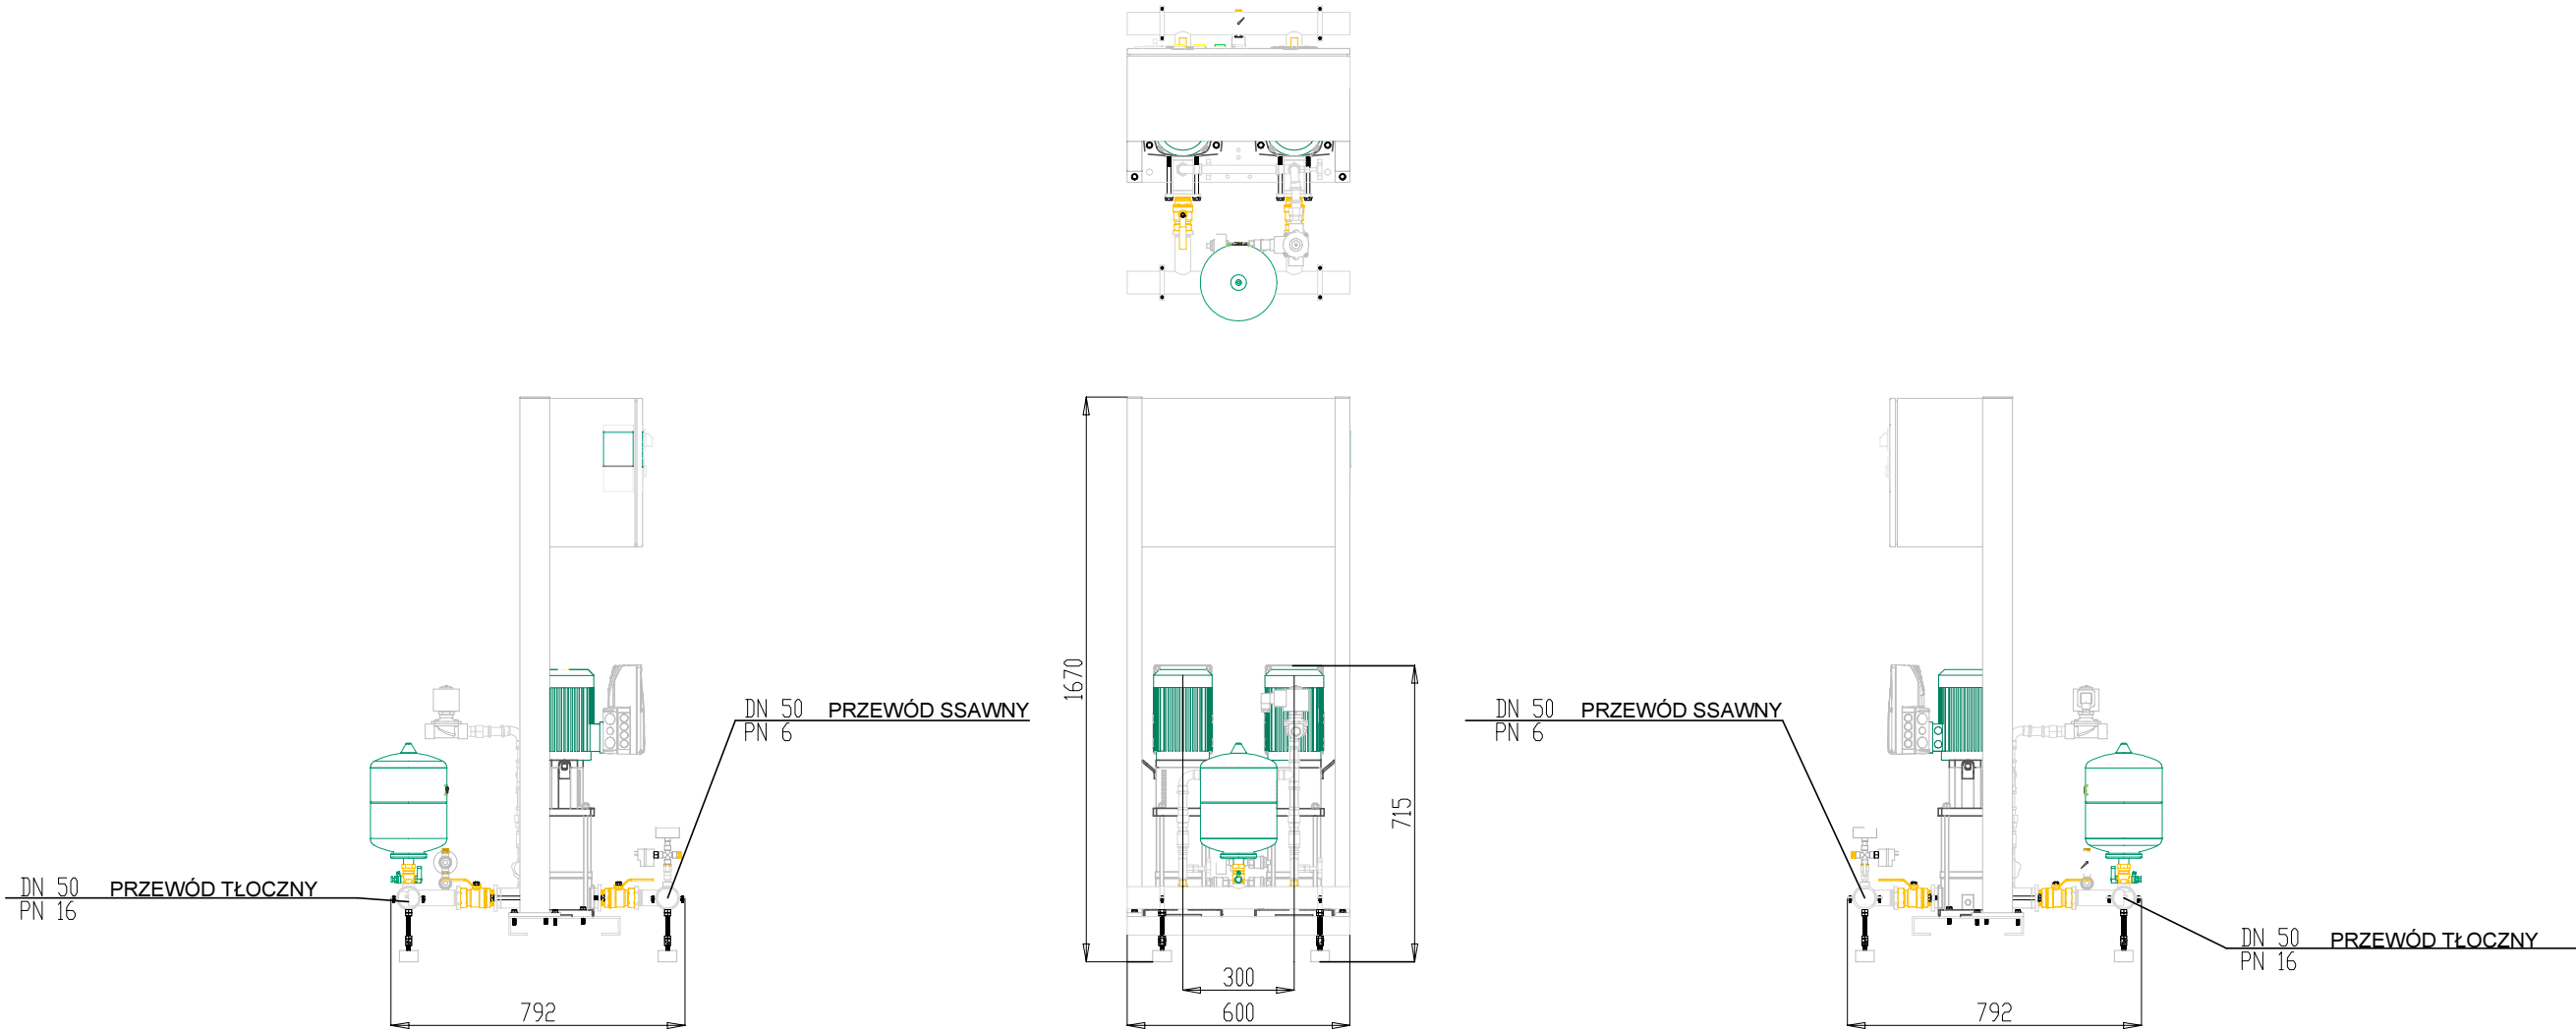 1670
DN 50 PRZEWÓD SSAWNY
PN 6
DN 50 PRZEWÓD SSAWNY
PN 6
715
DN 50 PRZEWÓD TŁOCZNY
PN 16
DN 50 PRZEWÓD TŁOCZNY
PN 16
300
792
600
792